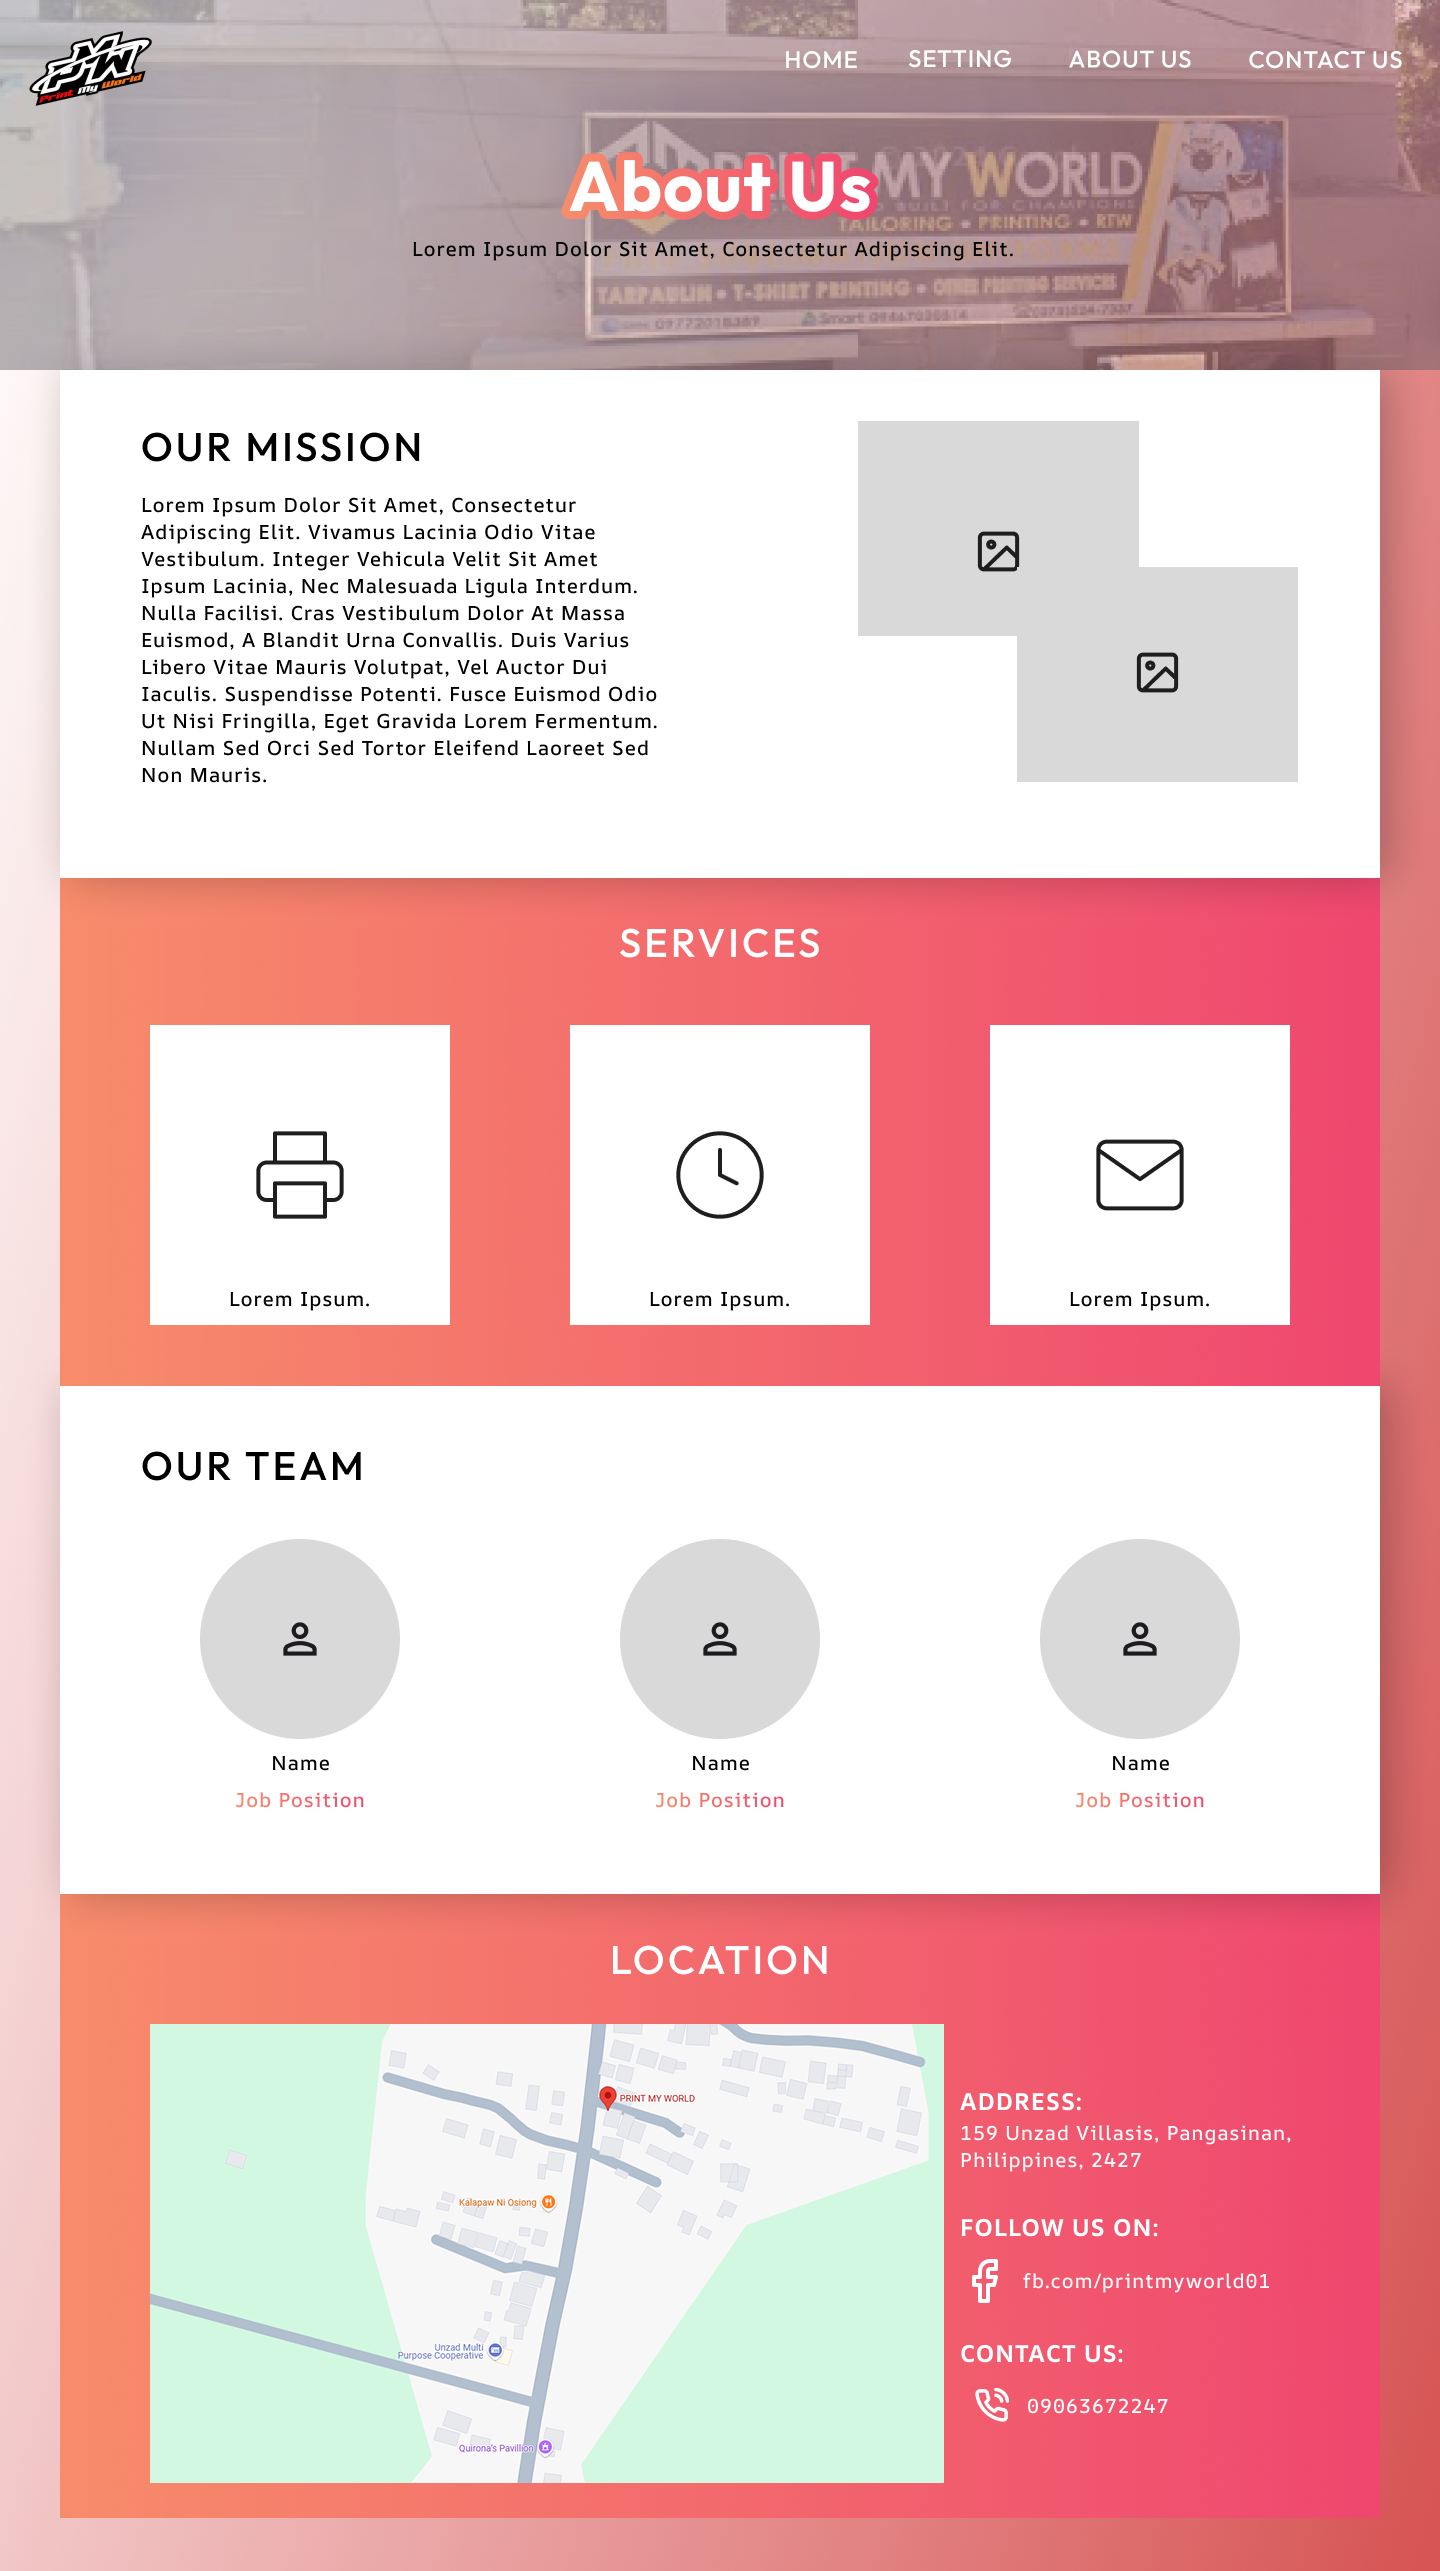 PMW
Print My World
HOME
SETTING
ABOUT US
CONTACT US
About Us
MY WORLD
BUILT FOR CHAMPIONS
TAILORING • PRINTING • RTW
Lorem Ipsum Dolor Sit Amet, Consectetur Adipiscing Elit.
TARPAULIN • T-SHIRT PRINTING • OTHER PRINTING SERVICES
Smart
OUR MISSION
Lorem Ipsum Dolor Sit Amet, Consectetur
Adipiscing Elit. Vivamus Lacinia Odio Vitae
Vestibulum. Integer Vehicula Velit Sit Amet
Ipsum Lacinia, Nec Malesuada Ligula Interdum.
Nulla Facilisi. Cras Vestibulum Dolor At Massa
Euismod, A Blandit Urna Convallis. Duis Varius
Libero Vitae Mauris Volutpat, Vel Auctor Dui
Iaculis. Suspendisse Potenti. Fusce Euismod Odio
Ut Nisi Fringilla, Eget Gravida Lorem Fermentum.
Nullam Sed Orci Sed Tortor Eleifend Laoreet Sed
Non Mauris.
SERVICES
Lorem Ipsum.
Lorem Ipsum.
Lorem Ipsum.
OUR TEAM
Name
Job Position
Name
Job Position
Name
Job Position
LOCATION
PRINT MY WORLD
Kalapaw Ni Osiong
Unzad Multi
Purpose Cooperative
Quirona's Pavillion
ADDRESS:
159 Unzad Villasis, Pangasinan,
Philippines, 2427
FOLLOW US ON:
fb.com/printmyworld01
CONTACT US:
09063672247